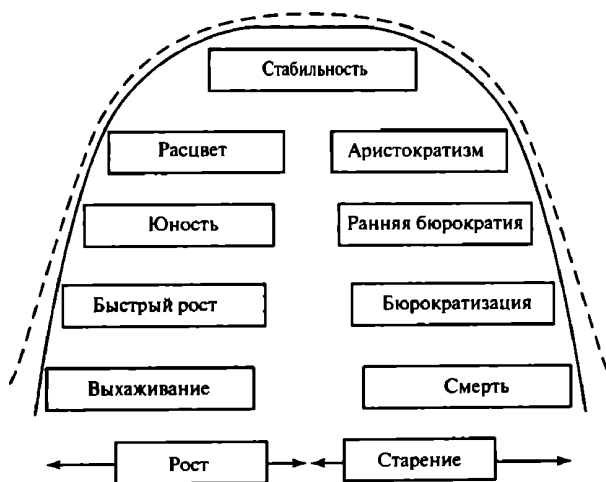 Стабильность
Расцвет Аристократизм
Юность Ранняя бюрократия
Быстрый рост Бюрократизация
Выхаживание Смерть
Рост Старение